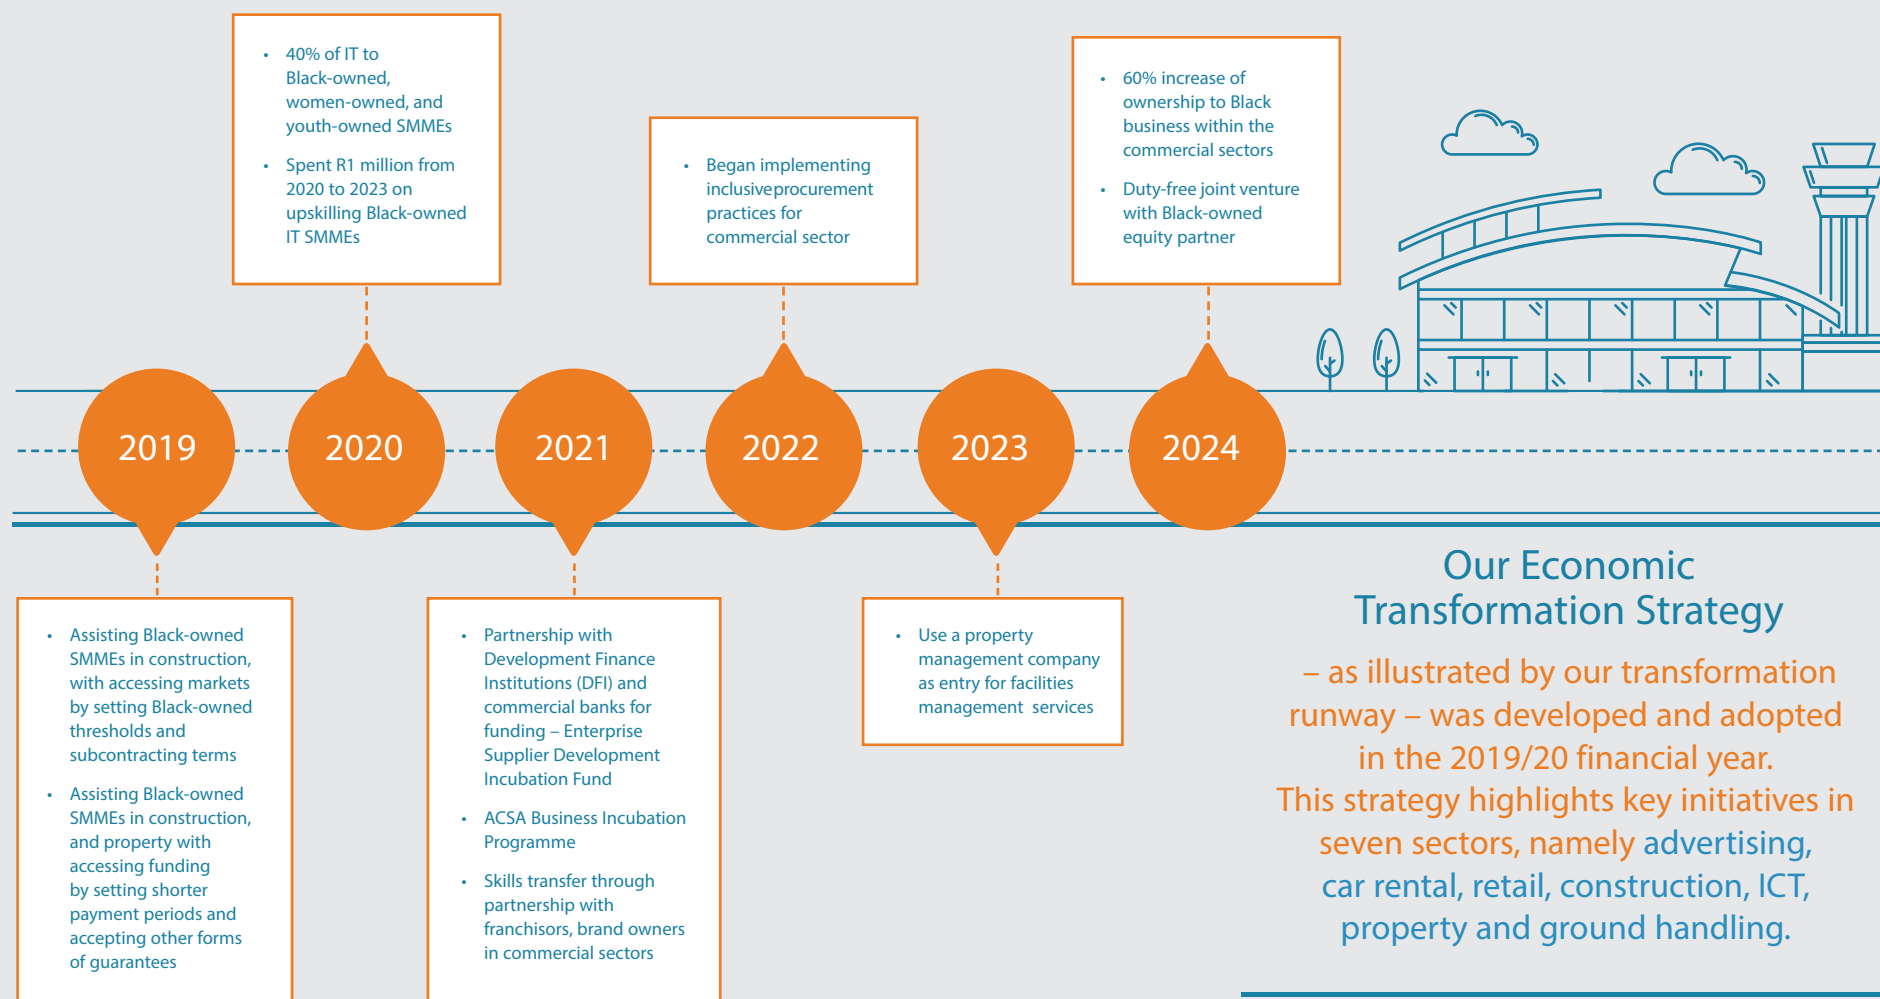 • 40% of IT to
Black-owned,
women-owned, and
youth-owned SMMEs
• Spent R1 million from
2020 to 2023 on
upskilling Black-owned
IT SMMEs
• Began implementing
inclusiveprocurement
practices for
commercial sector
• 60% increase of
ownership to Black
business within the
commercial sectors
• Duty-free joint venture
with Black-owned
equity partner
2019
2020
2021
2022
2023
2024
• Assisting Black-owned
SMMEs in construction,
with accessing markets
by setting Black-owned
thresholds and
subcontracting terms
• Assisting Black-owned
SMMEs in construction,
and property with
accessing funding
by setting shorter
payment periods and
accepting other forms
of guarantees
• Partnership with
Development Finance
Institutions (DFI) and
commercial banks for
funding – Enterprise
Supplier Development
Incubation Fund
• ACSA Business Incubation
Programme
• Skills transfer through
partnership with
franchisors, brand owners
in commercial sectors
• Use a property
management company
as entry for facilities
management services
Our Economic
Transformation Strategy
– as illustrated by our transformation
runway – was developed and adopted
in the 2019/20 financial year.
This strategy highlights key initiatives in
seven sectors, namely advertising,
car rental, retail, construction, ICT,
property and ground handling.